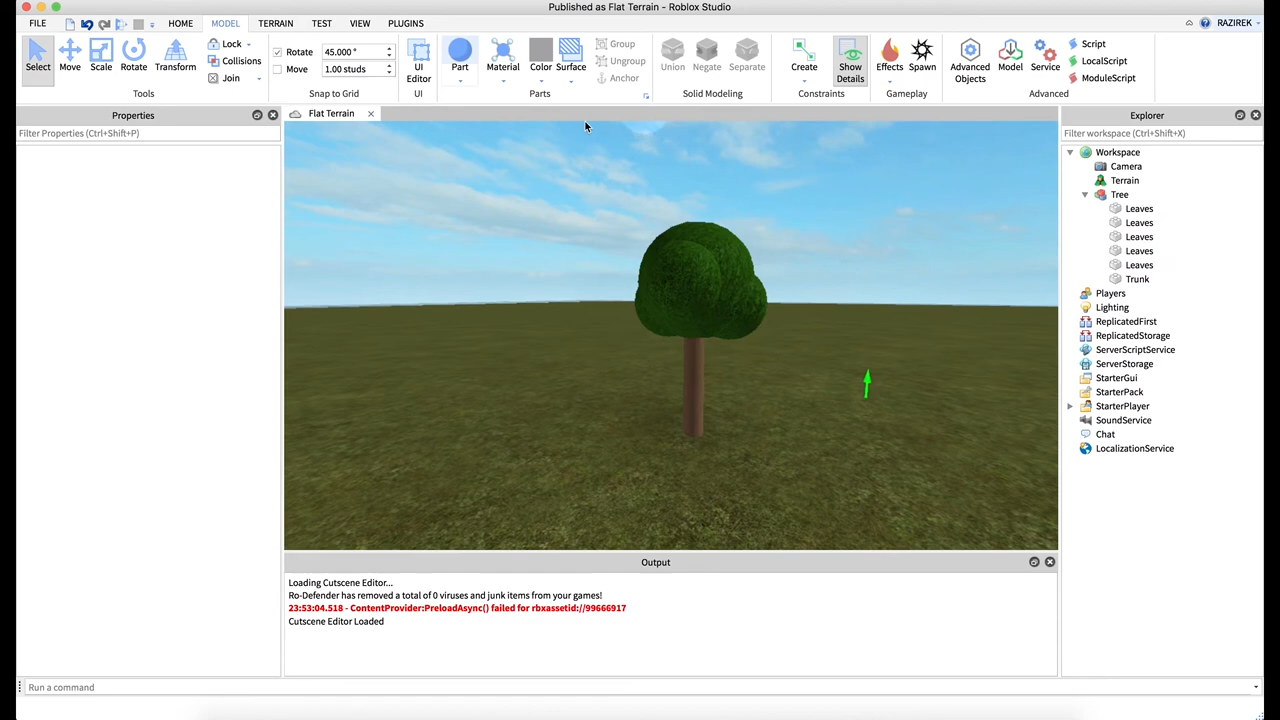 Published as Flat Terrain - Roblox Studio
FILE HOME MODEL TERRAIN TEST VIEW PLUGINS RAZIREK
Select Move Scale Rotate Transform
Lock
Collisions
Join
Tools
Rotate 45.000 °
Move 1.00 studs
Snap to Grid
UI Editor
UI
Part Material Color Surface
Group
Ungroup
Anchor
Parts
Union Negate Separate
Solid Modeling
Create Show Details
Constraints
Effects Spawn
Gameplay
Advanced Objects Model Service
Script
LocalScript
ModuleScript
Advanced
Properties
Filter Properties (Ctrl+Shift+P)
Flat Terrain
Explorer
Filter workspace (Ctrl+Shift+X)
Workspace
Camera
Terrain
Tree
Leaves
Leaves
Leaves
Leaves
Leaves
Trunk
Players
Lighting
ReplicatedFirst
ReplicatedStorage
ServerScriptService
ServerStorage
StarterGui
StarterPack
StarterPlayer
SoundService
Chat
LocalizationService
Output
Loading Cutscene Editor...
Ro-Defender has removed a total of 0 viruses and junk items from your games!
23:53:04.518 - ContentProvider:PreloadAsync() failed for rbxassetid://99666917
Cutscene Editor Loaded
Run a command